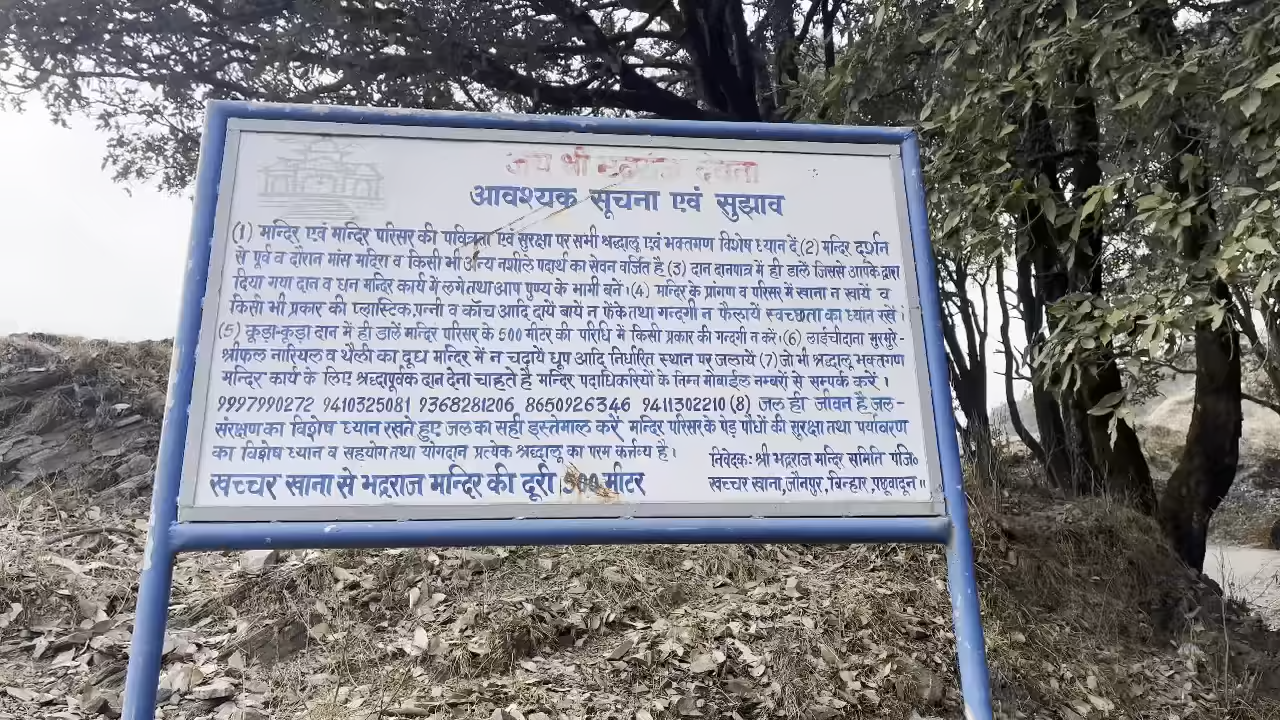 जय श्री भद्रराज देवता
आवश्यक सूचना एवं सुझाव
(1) मन्दिर एवं मन्दिर परिसर की पवित्रता एवं सुरक्षा पर सभी श्रद्धालु एवं भक्तगण विशेष ध्यान दें (2) मन्दिर दर्शन
से पूर्व व दौरान मांस मदिरा व किसी भी अन्य नशीले पदार्थ का सेवन वर्जित है (3) दान दानपात्र में ही डालें जिससे आपके द्वारा
दिया गया दान व धन मन्दिर कार्य में लगे तथा आप पुण्य के भागी बने। (4) मन्दिर के प्रांगण व परिसर में खाना न खायें व
किसी भी प्रकार की प्लास्टिक,पन्नी व काँच आदि दायें बायें न फेंके तथा गन्दगी न फैलायें स्वच्छता का ध्यान रखें।
(5) कूड़ा-कूड़ा दान में ही डालें मन्दिर परिसर के 500 मीटर की परिधि में किसी प्रकार की गन्दगी न करें। (6) लाईचीदाना मुरमुरे-
श्रीफल नारियल व थैली का दूध मन्दिर में न चढ़ायें धूप आदि निर्धारित स्थान पर जलायें (7) जो भी श्रद्धालु भक्तगण
मन्दिर कार्य के लिए श्रद्धापूर्वक दान देना चाहते है मन्दिर पदाधिकारियों के निम्न मोबाईल नम्बरों से सम्पर्क करें।
9997990272 9410325081 9368281206 8650926346 9411302210 (8) जल ही जीवन है जल-
संरक्षण का विशेष ध्यान रखते हुए जल का सही इस्तेमाल करें मन्दिर परिसर के पेड़ पौधों की सुरक्षा तथा पर्यावरण
का विशेष ध्यान व सहयोग तथा योगदान प्रत्येक श्रद्धालु का परम कर्तव्य है।
निवेदक: श्री भद्रराज मन्दिर समिति पंजि०
खच्चर खाना से भद्रराज मन्दिर की दूरी 500 मीटर
खच्चर खाना, जौनपुर, बिन्हार, पछूवादून॥